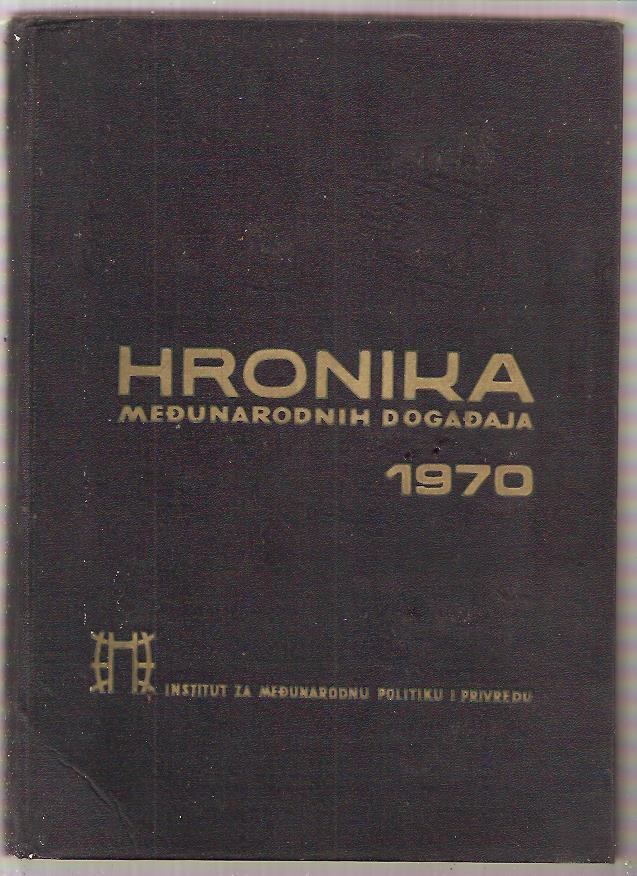 HRONIKA
MEĐUNARODNIH DOGAĐAJA
1970
INSTITUT ZA MEĐUNARODNU POLITIKU I PRIVREDU